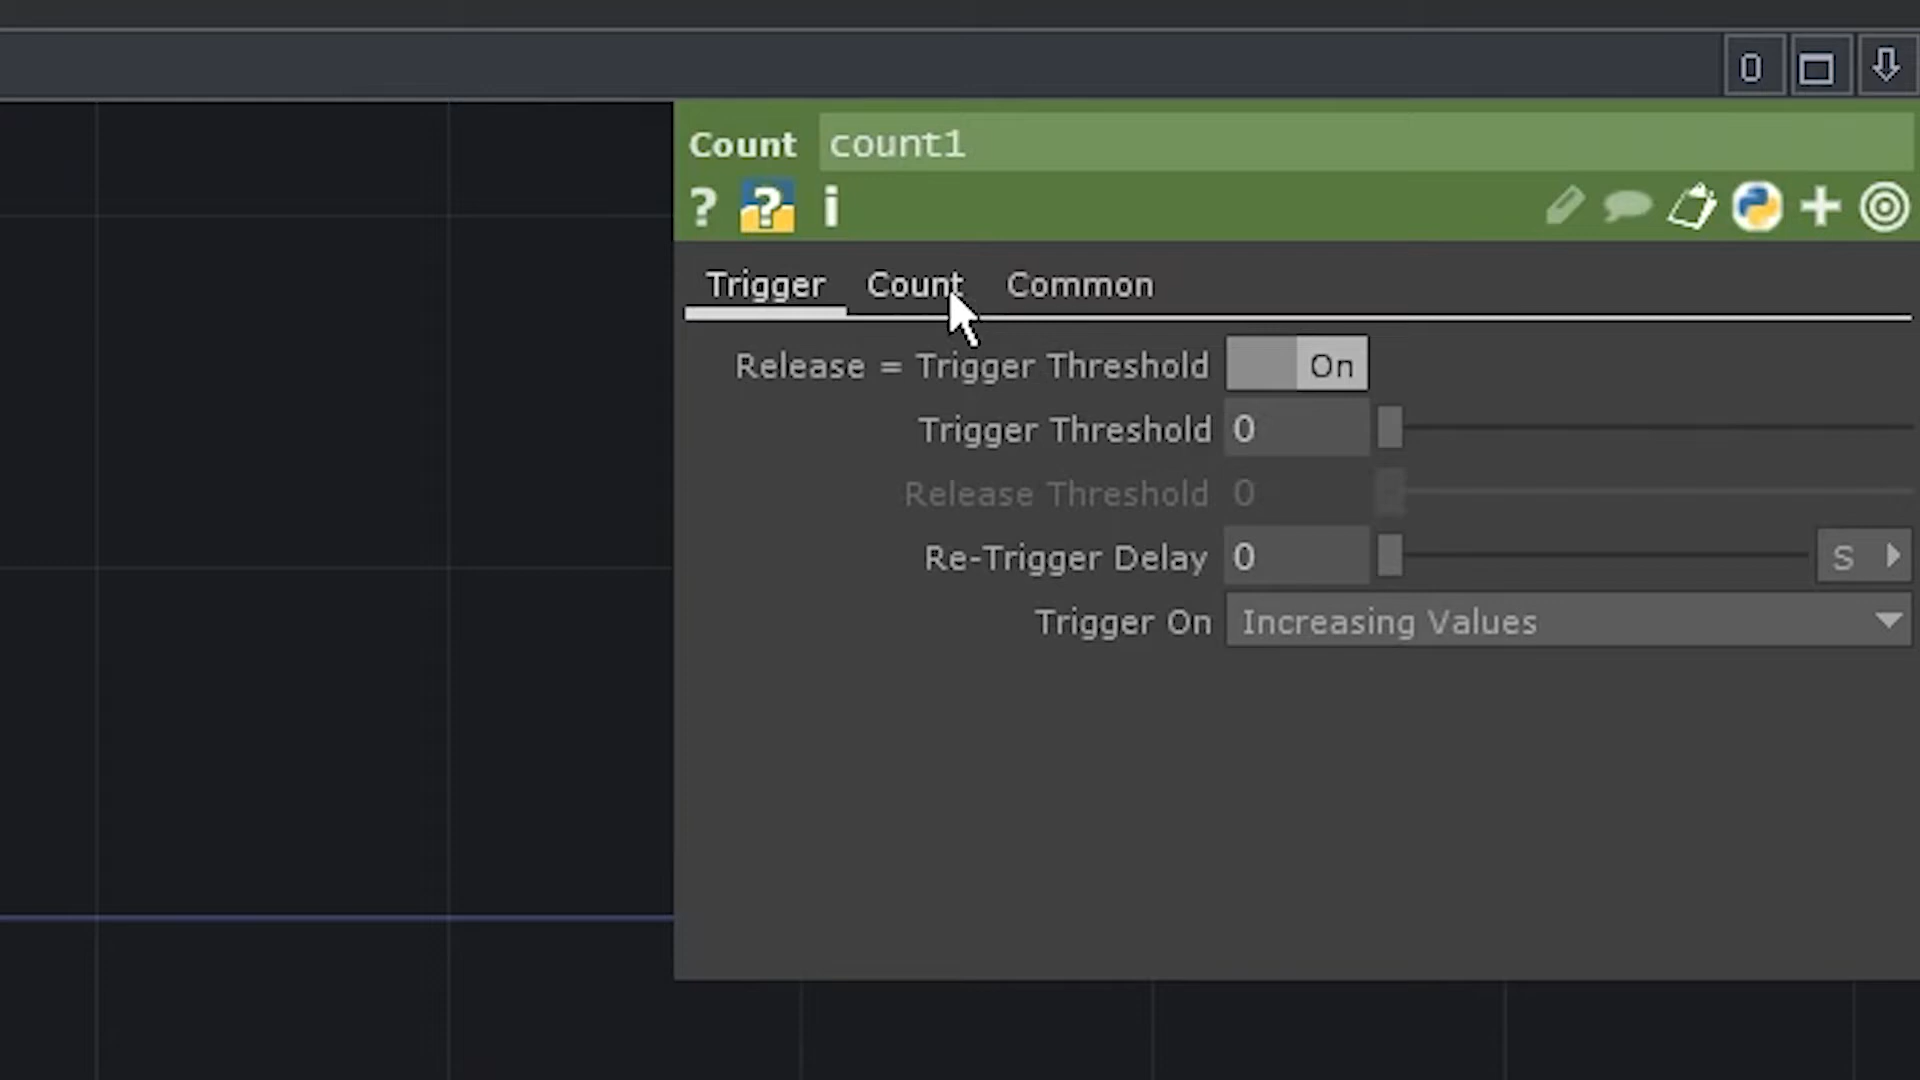 0
Count count1
? ? i
Trigger Count Common
Release = Trigger Threshold On
Trigger Threshold 0
Release Threshold 0
Re-Trigger Delay 0 S
Trigger On Increasing Values